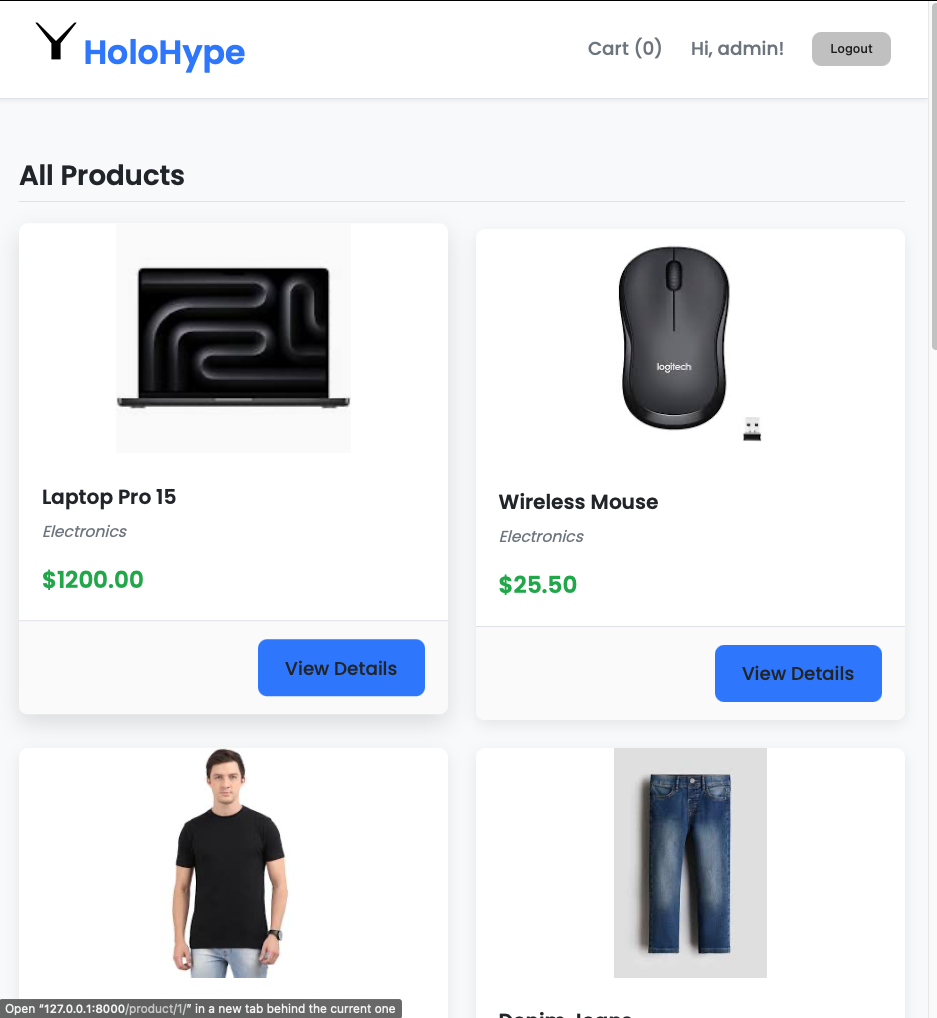 HoloHype
Cart (0)
Hi, admin!
Logout
All Products
logitech
Laptop Pro 15
Electronics
$1200.00
View Details
Wireless Mouse
Electronics
$25.50
View Details
Denim Jeans
Open “127.0.0.1:8000/product/1/” in a new tab behind the current one